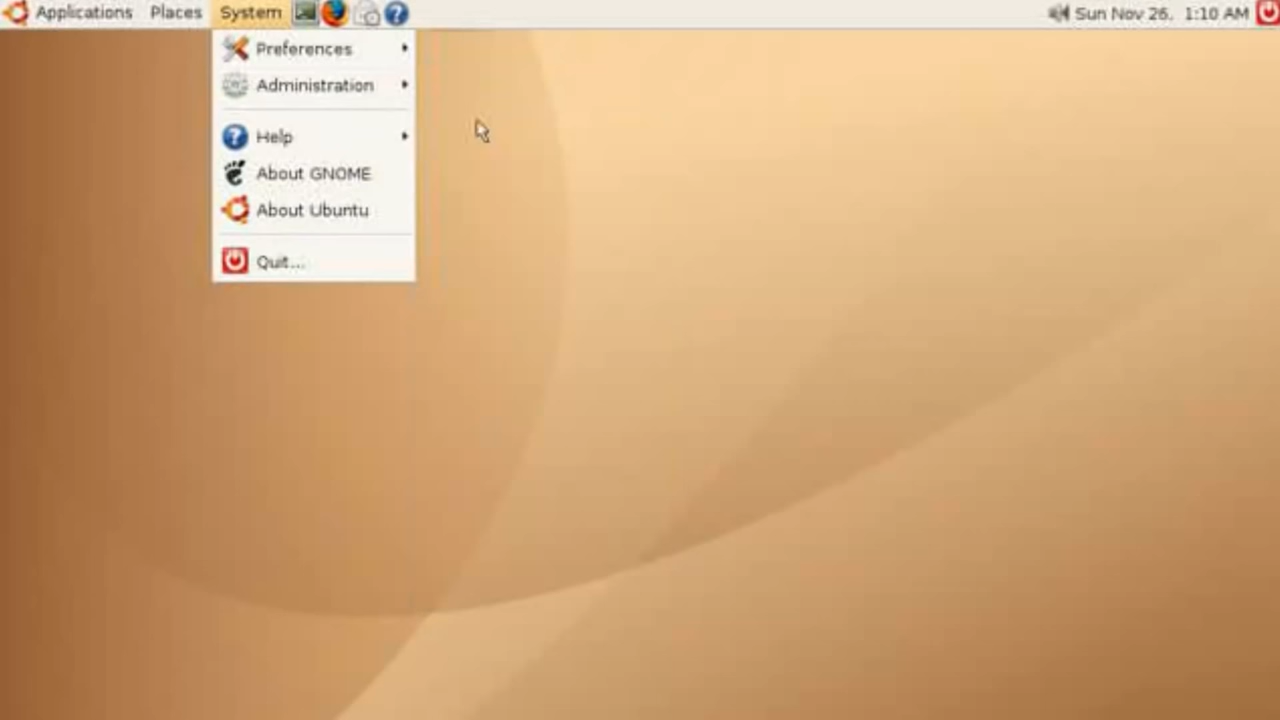 Applications Places System Sun Nov 26, 1:10 AM
Preferences
Administration
Help
About GNOME
About Ubuntu
Quit...